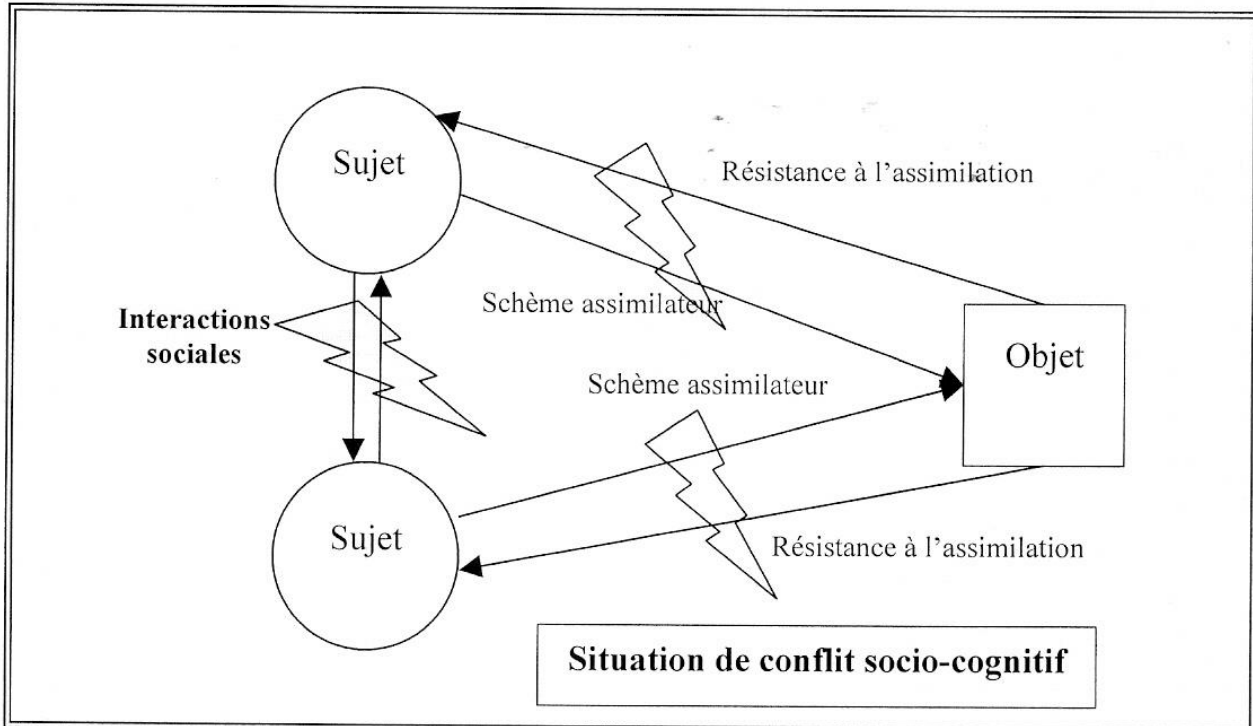 Sujet
Résistance à l'assimilation
Schème assimilateur
Interactions
sociales
Objet
Schème assimilateur
Sujet
Résistance à l'assimilation
Situation de conflit socio-cognitif